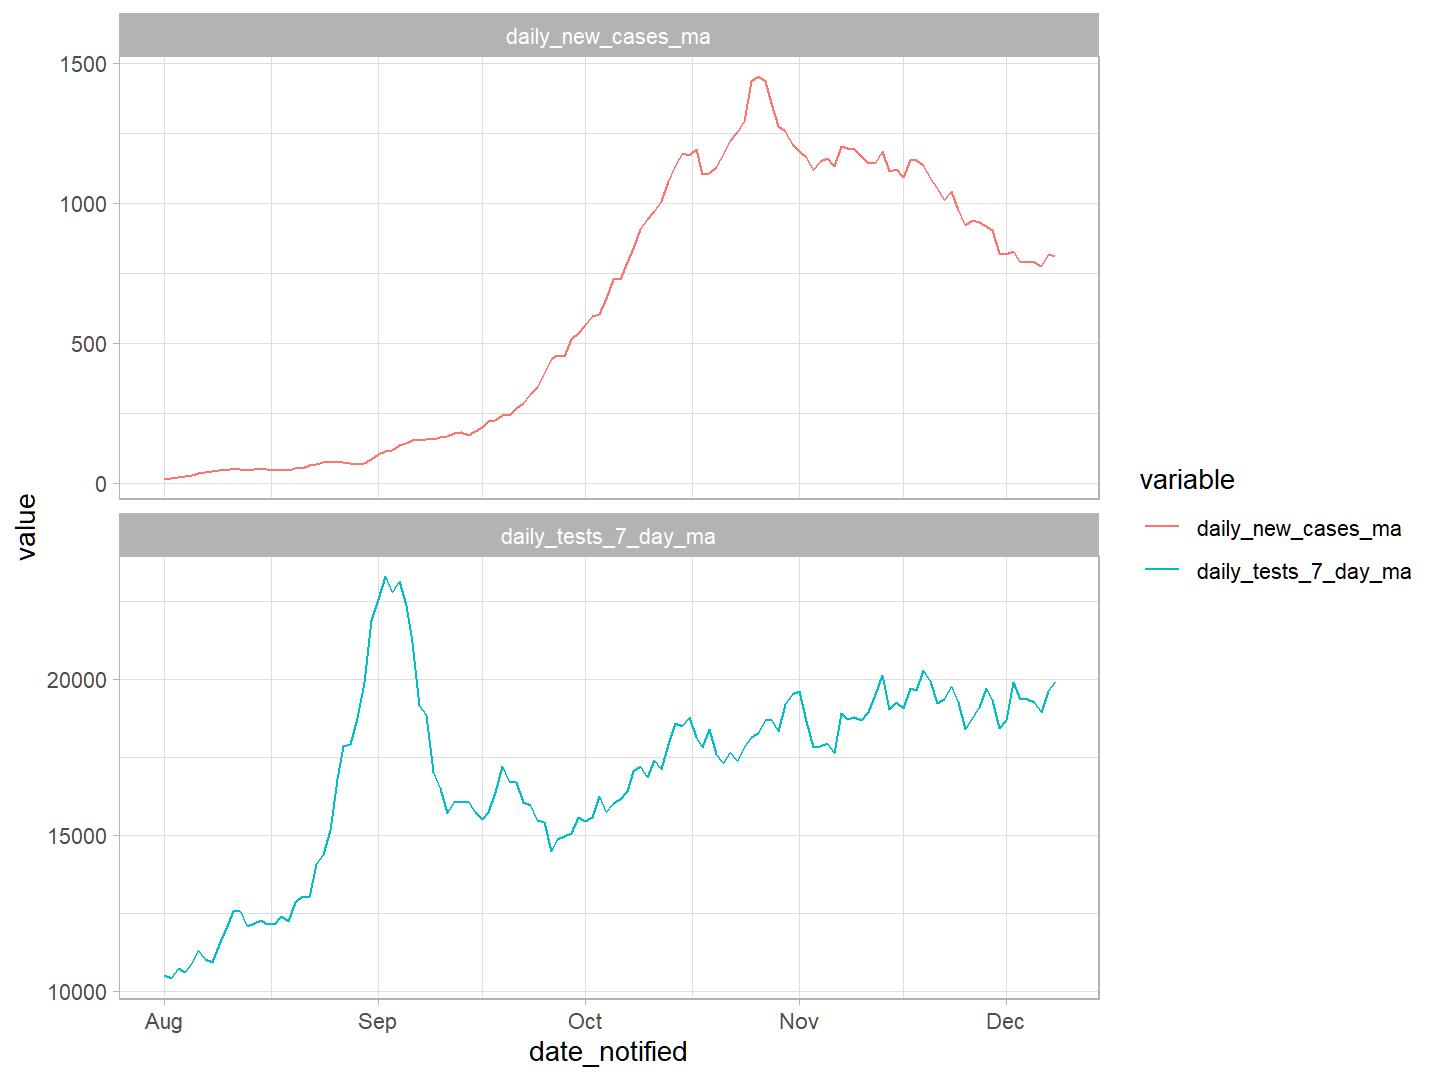 daily_new_cases_ma
1500
1000
500
0
daily_tests_7_day_ma
20000
15000
10000
Aug Sep Oct Nov Dec
date_notified
value
variable
daily_new_cases_ma
daily_tests_7_day_ma